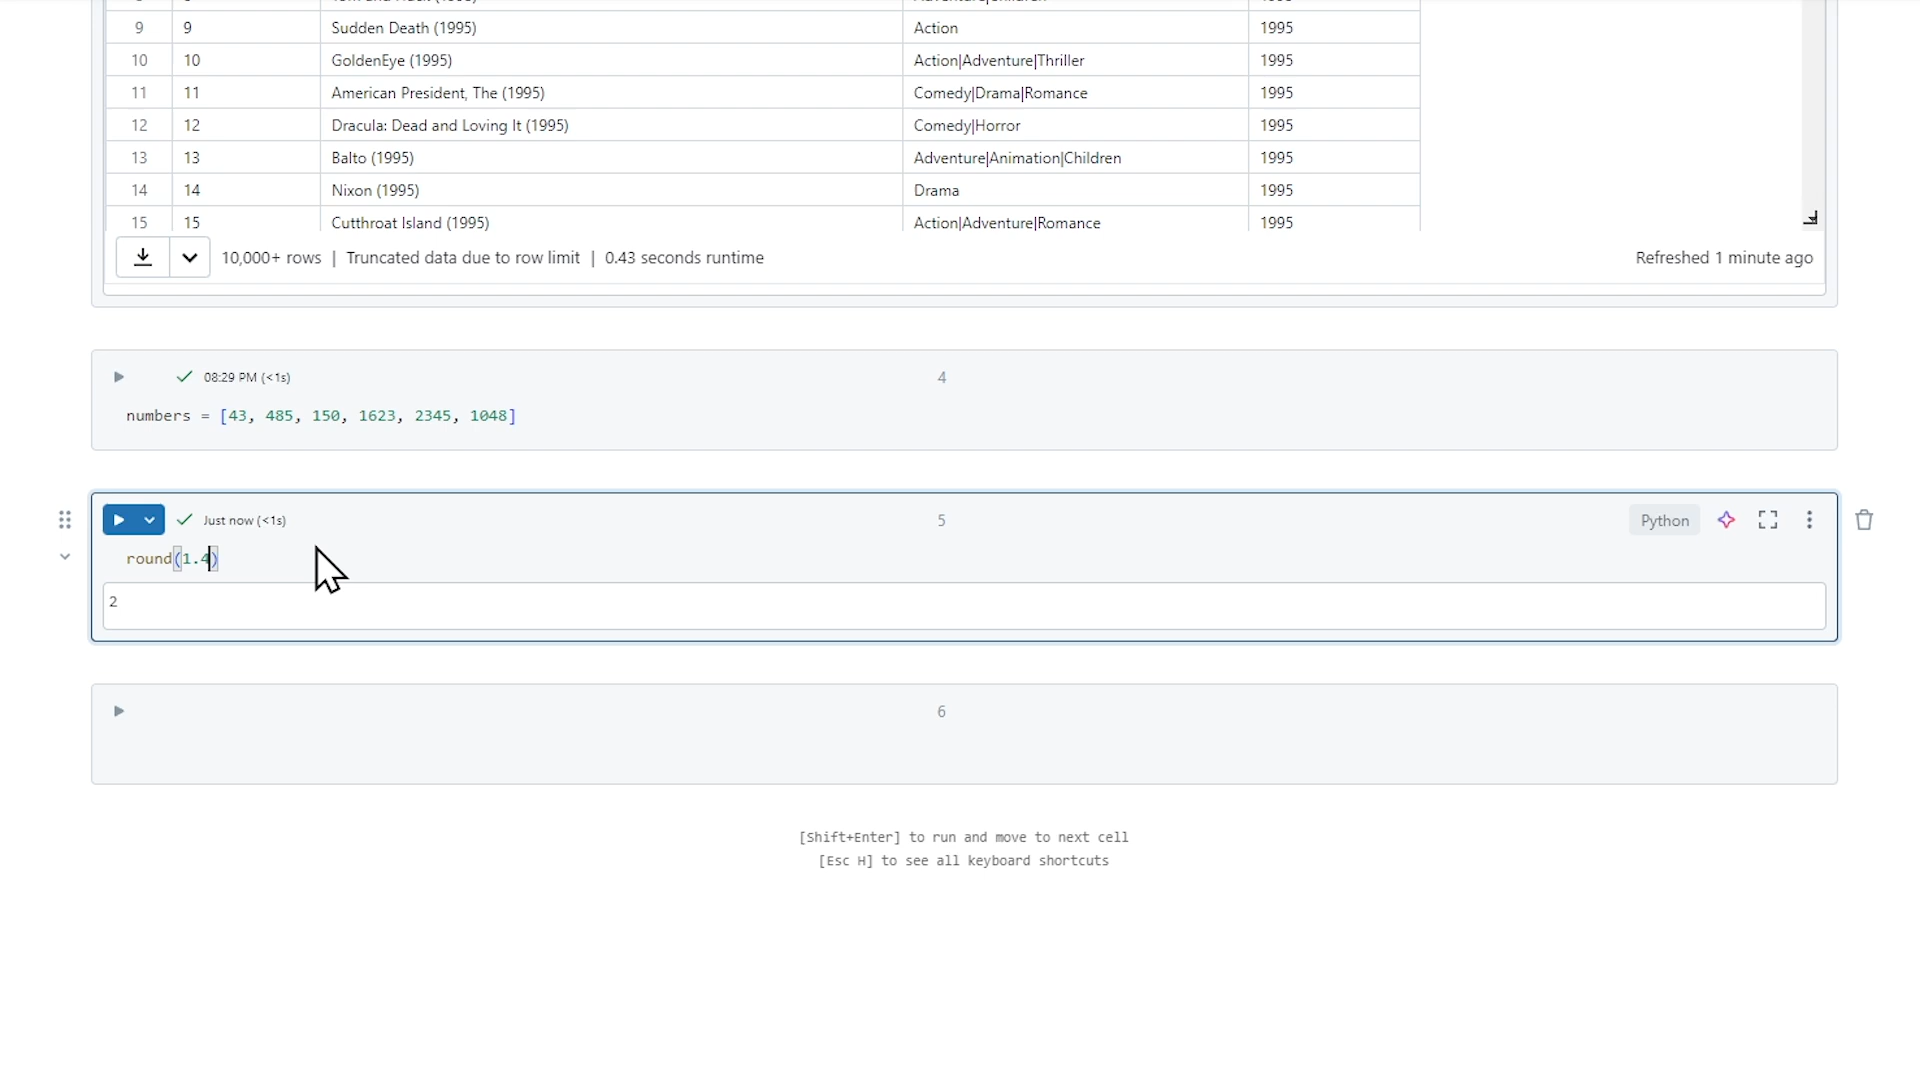 9 9 Sudden Death (1995) Action 1995
10 10 GoldenEye (1995) Action|Adventure|Thriller 1995
11 11 American President, The (1995) Comedy|Drama|Romance 1995
12 12 Dracula: Dead and Loving It (1995) Comedy|Horror 1995
13 13 Balto (1995) Adventure|Animation|Children 1995
14 14 Nixon (1995) Drama 1995
15 15 Cutthroat Island (1995) Action|Adventure|Romance 1995
10,000+ rows | Truncated data due to row limit | 0.43 seconds runtime Refreshed 1 minute ago
08:29 PM (<1s) 4
numbers = [43, 485, 150, 1623, 2345, 1048]
Just now (<1s) 5 Python
round(1.4)
2
6
[Shift+Enter] to run and move to next cell
[Esc H] to see all keyboard shortcuts